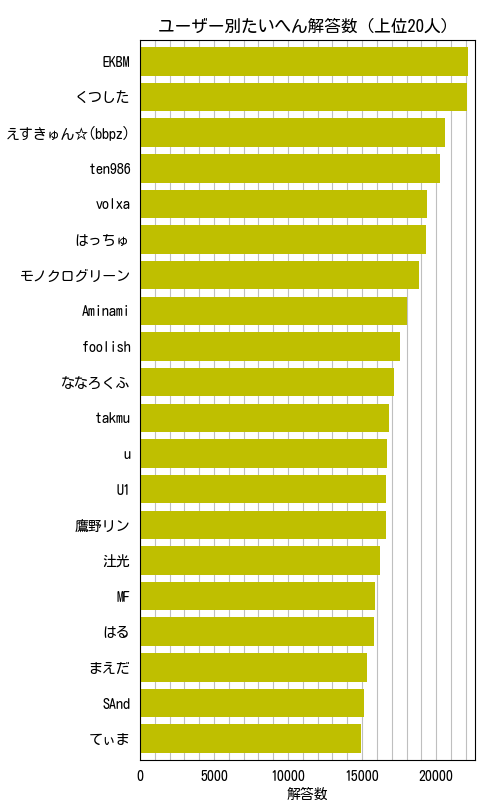 ユーザー別たいへん解答数 (上位20人)
EKBM
くつした
えすきゅん☆(bbpz)
ten986
volxa
はっちゅ
モノクログリーン
Aminami
foolish
ななろくふ
takmu
u
U1
鷹野リン
汢光
MF
はる
まえだ
SAnd
てぃま
0 5000 10000 15000 20000
解答数